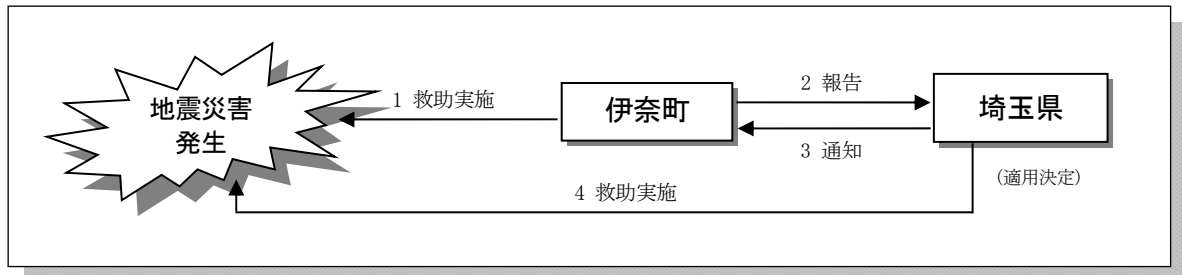 地震災害
発生
1 救助実施
伊奈町
2 報告
3 通知
埼玉県
(適用決定)
4 救助実施